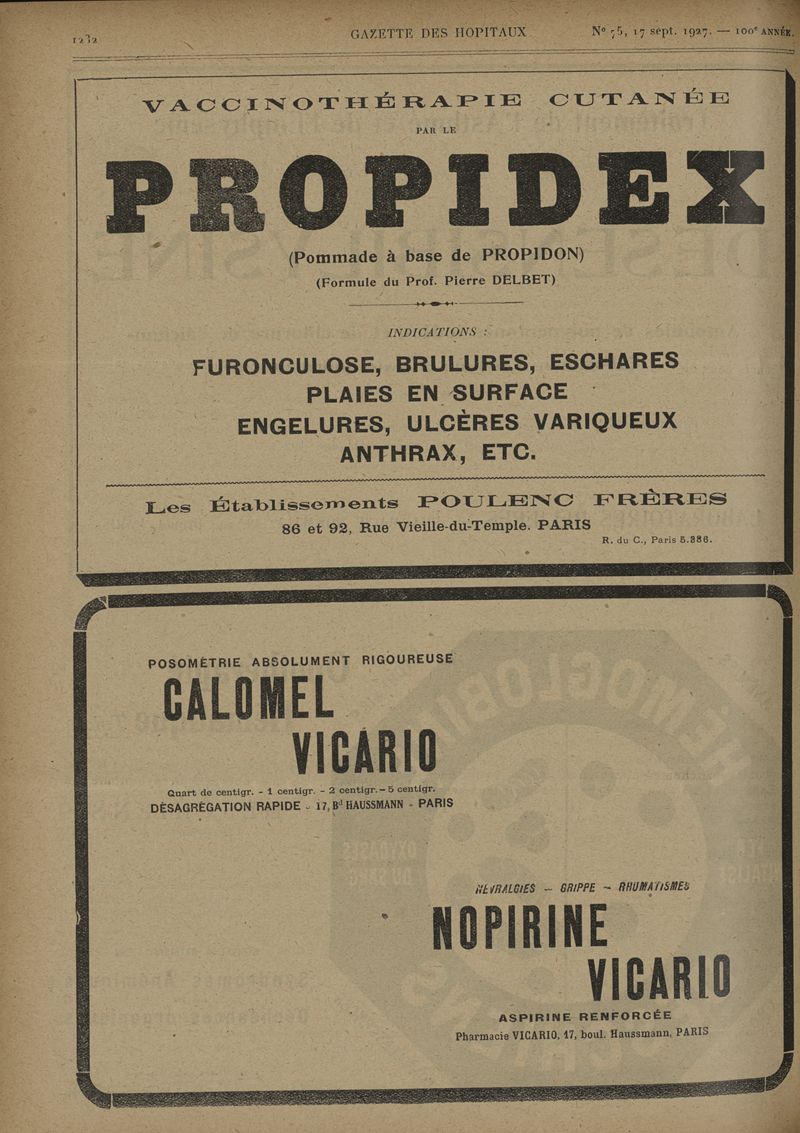 1232
GAZETTE DES HOPITAUX
N° 75, 17 sept. 1927. — 100e ANNÉE.
VACCINOTHÉRAPIE CUTANÉE
PAR LE
PROPIDEX
(Pommade à base de PROPIDON)
(Formule du Prof. Pierre DELBET)
INDICATIONS :
FURONCULOSE, BRULURES, ESCHARES
PLAIES EN SURFACE
ENGELURES, ULCÈRES VARIQUEUX
ANTHRAX, ETC.
Les Établissements POULENC FRÈRES
86 et 92, Rue Vieille-du-Temple. PARIS
R. du C., Paris 5.386.
POSOMÉTRIE ABSOLUMENT RIGOUREUSE
CALOMEL
VICARIO
Quart de centigr. - 1 centigr. - 2 centigr. - 5 centigr.
DÉSAGRÉGATION RAPIDE - 17, Bd HAUSSMANN - PARIS
NÉVRALGIES — GRIPPE — RHUMATISMES
NOPIRINE
VICARIO
ASPIRINE RENFORCÉE
Pharmacie VICARIO, 17, boul. Haussmann, PARIS